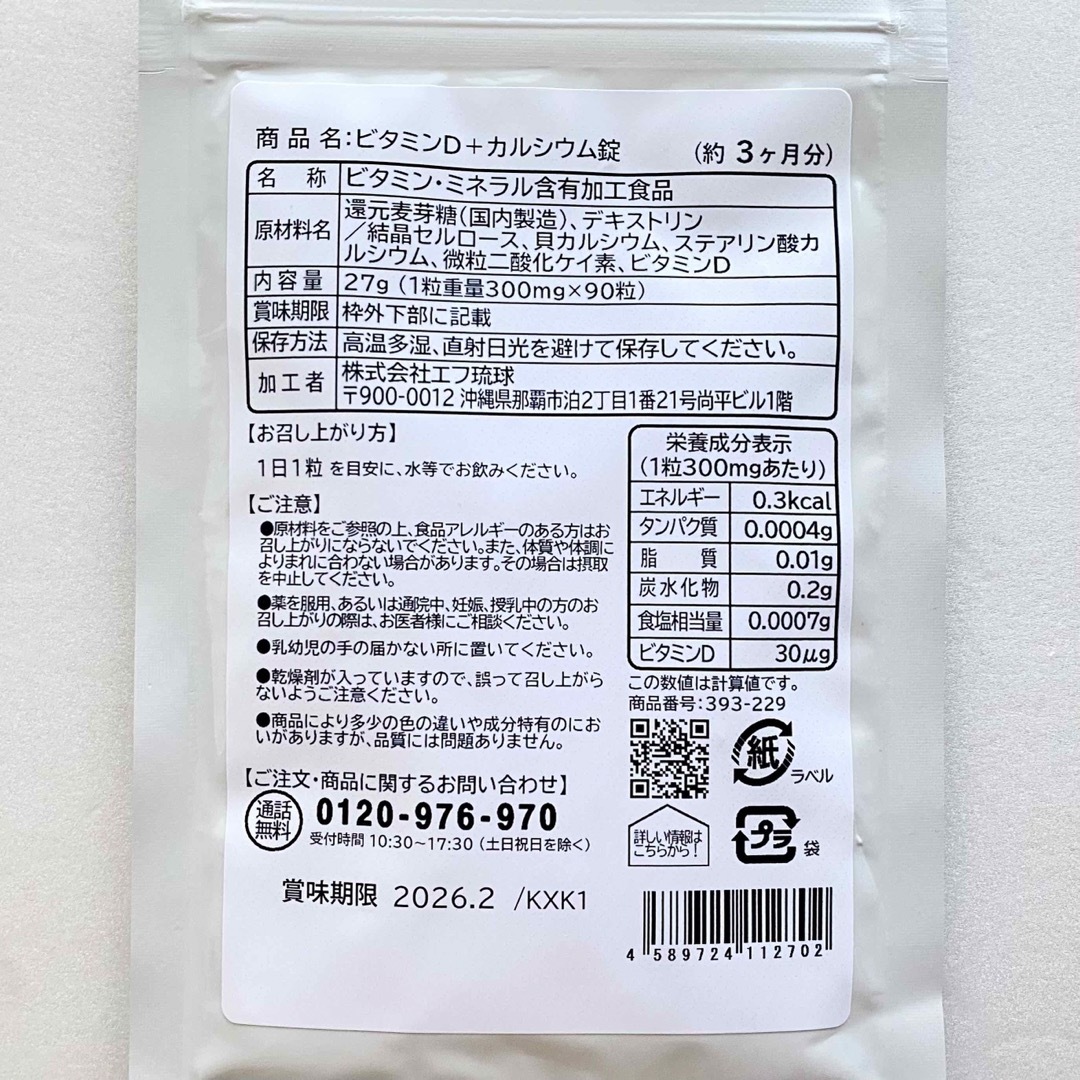 商品名:ビタミンD+カルシウム錠 (約3ヶ月分)
名称 ビタミン・ミネラル含有加工食品
原材料名 還元麦芽糖(国内製造)、デキストリン
/結晶セルロース、貝カルシウム、ステアリン酸カ
ルシウム、微粒二酸化ケイ素、ビタミンD
内容量 27g (1粒重量300mg×90粒)
賞味期限 枠外下部に記載
保存方法 高温多湿、直射日光を避けて保存してください。
加工者 株式会社エフ琉球
〒900-0012 沖縄県那覇市泊2丁目1番21号尚平ビル1階
【お召し上がり方】
1日1粒 を目安に、水等でお飲みください。
【ご注意】
●原材料をご参照の上、食品アレルギーのある方はお
召し上がりにならないでください。また、体質や体調に
よりまれに合わない場合があります。その場合は摂取
を中止してください。
●薬を服用、あるいは通院中、妊娠、授乳中の方のお
召し上がりの際は、お医者様にご相談ください。
●乳幼児の手の届かない所に置いてください。
●乾燥剤が入っていますので、誤って召し上がら
ないようご注意ください。
●商品により多少の色の違いや成分特有のにお
いがありますが、品質には問題ありません。
栄養成分表示
(1粒300mgあたり)
エネルギー 0.3kcal
タンパク質 0.0004g
脂質 0.01g
炭水化物 0.2g
食塩相当量 0.0007g
ビタミンD 30μg
この数値は計算値です。
商品番号:393-229
紙 ラベル
詳しい情報は
こちらから!
プラ 袋
【ご注文・商品に関するお問い合わせ】
通話
無料
0120-976-970
受付時間 10:30～17:30 (土日祝日を除く)
賞味期限 2026.2 /KXK1
4 589724 112702